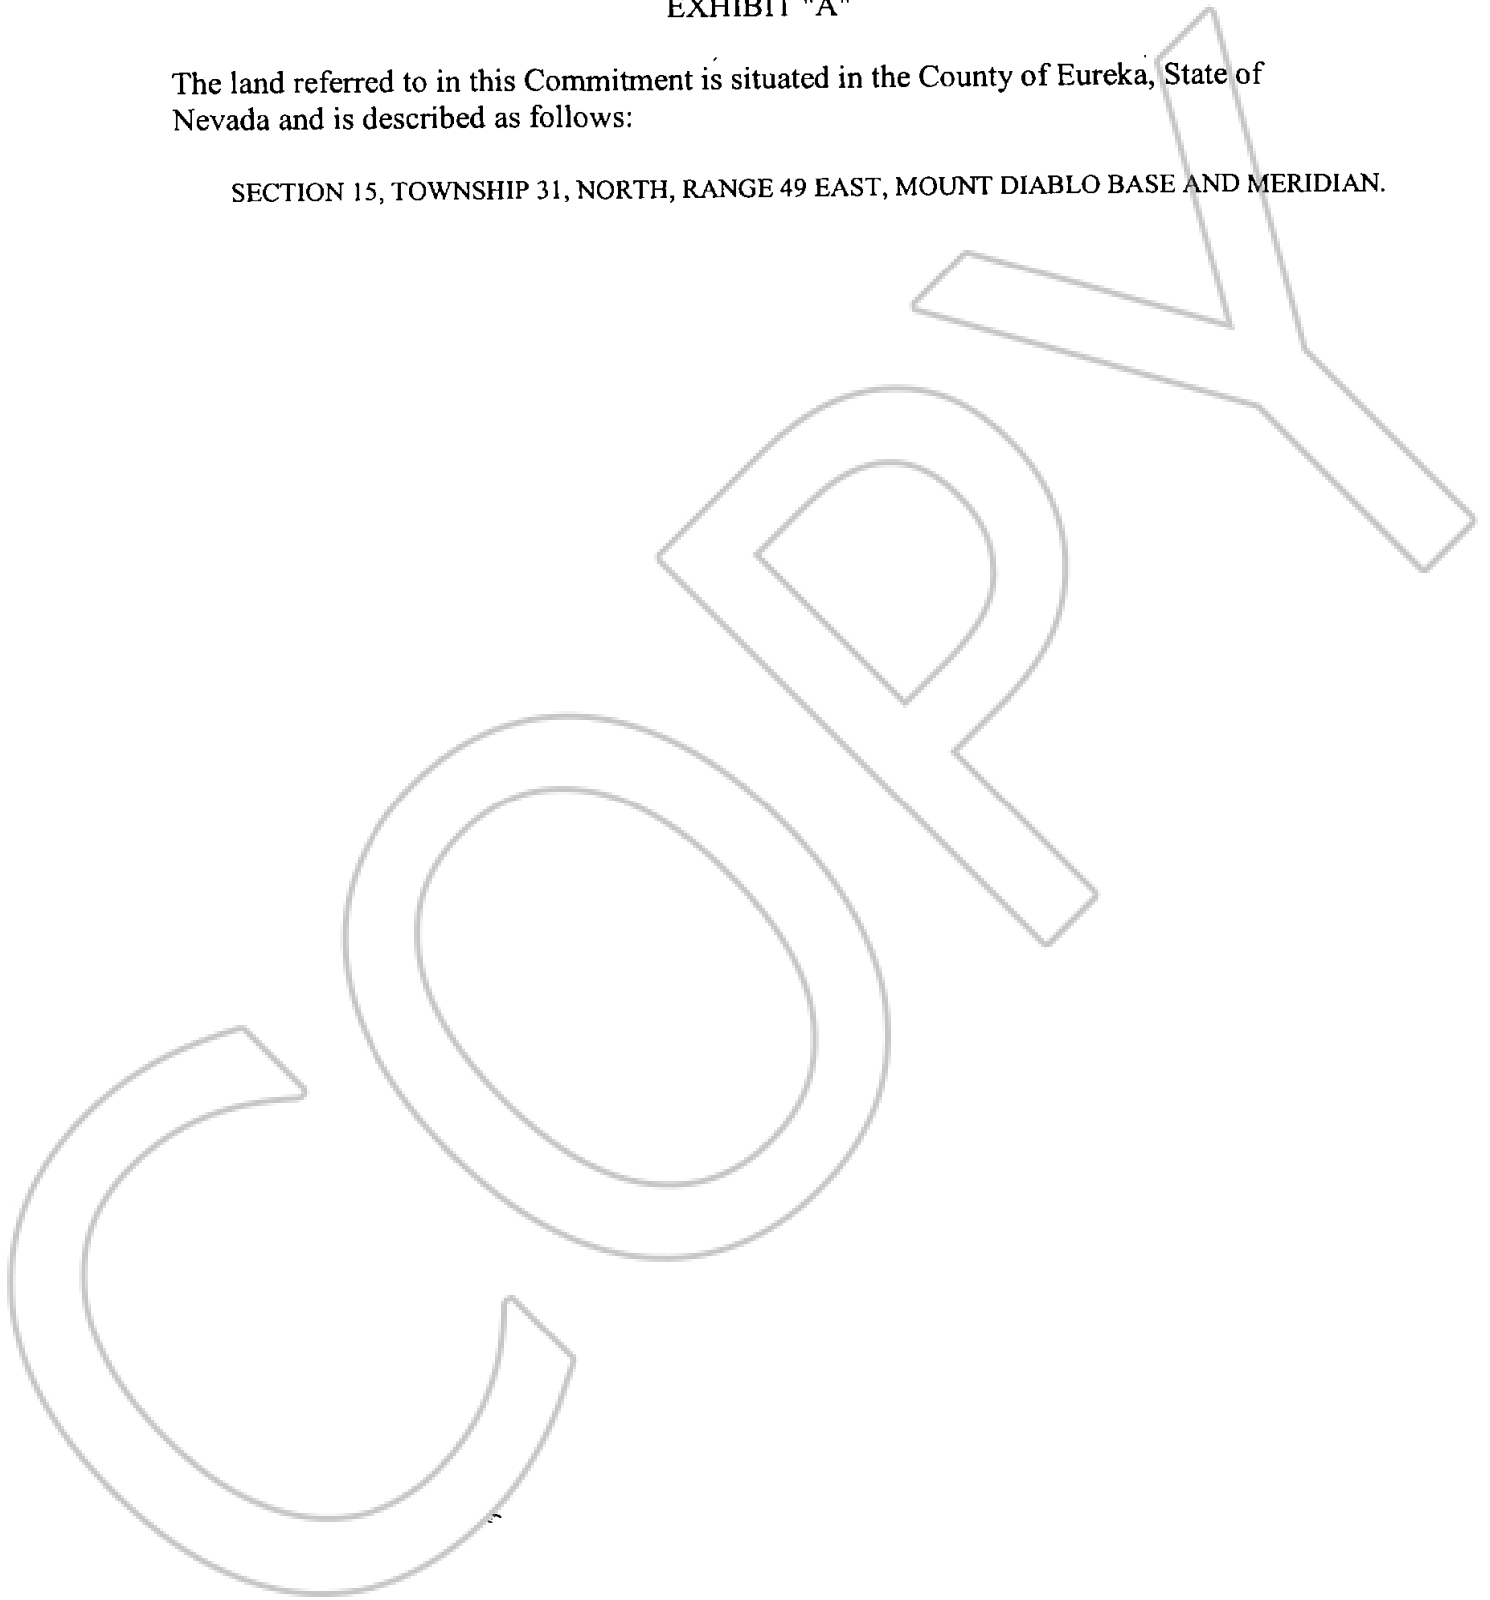 EXHIBIT "A"
The land referred to in this Commitment is situated in the County of Eureka, State of
Nevada and is described as follows:
SECTION 15, TOWNSHIP 31, NORTH, RANGE 49 EAST, MOUNT DIABLO BASE AND MERIDIAN.
COPY